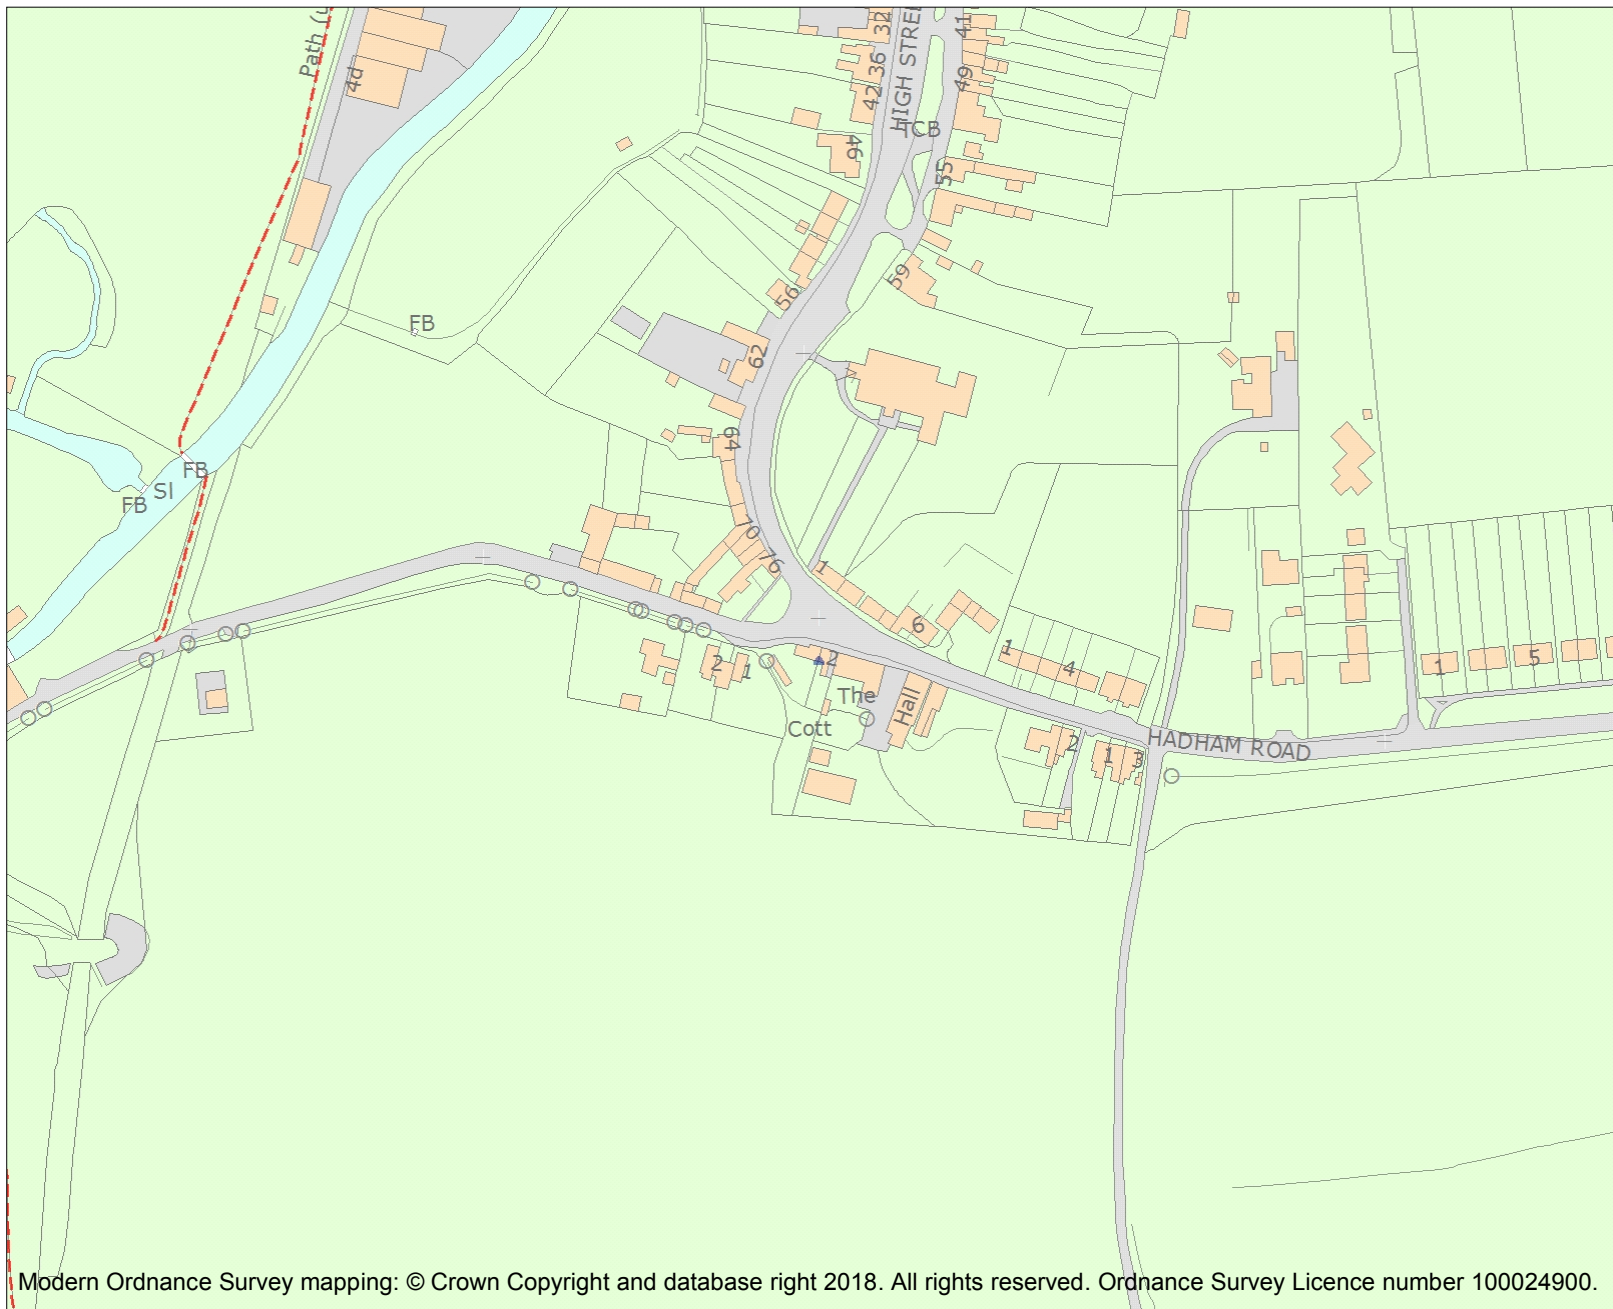 Path (u
4d
32
41
HIGH STREE
36
49
42
TCB
46
55
59
56
FB
62
64
FB
Sl
FB
70
76
1
6
1
4
2
1
2
1
5
The
Hall
Cott
2
1
3
HADHAM ROAD
Modern Ordnance Survey mapping: © Crown Copyright and database right 2018. All rights reserved. Ordnance Survey Licence number 100024900.